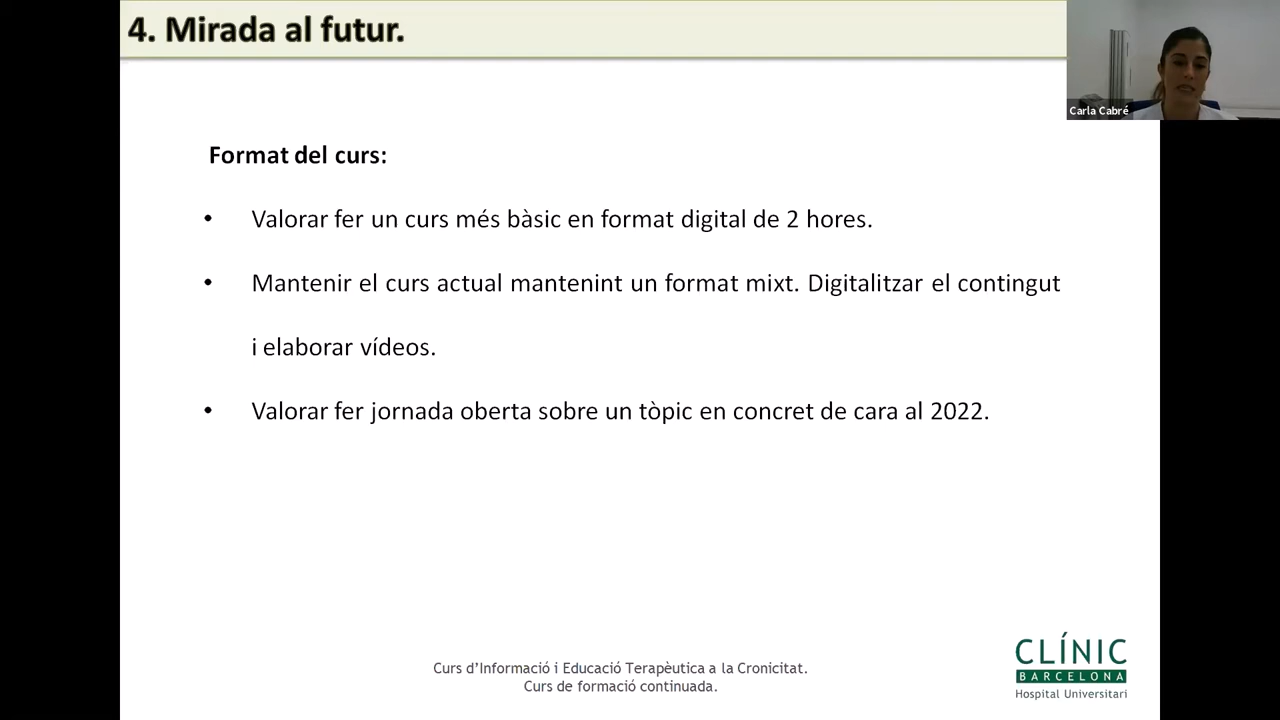 4. Mirada al futur.
Carla Cabré
Format del curs:
• Valorar fer un curs més bàsic en format digital de 2 hores.
• Mantenir el curs actual mantenint un format mixt. Digitalitzar el contingut
i elaborar vídeos.
• Valorar fer jornada oberta sobre un tòpic en concret de cara al 2022.
Curs d’Informació i Educació Terapèutica a la Cronicitat.
Curs de formació continuada.
CLÍNIC
BARCELONA
Hospital Universitari